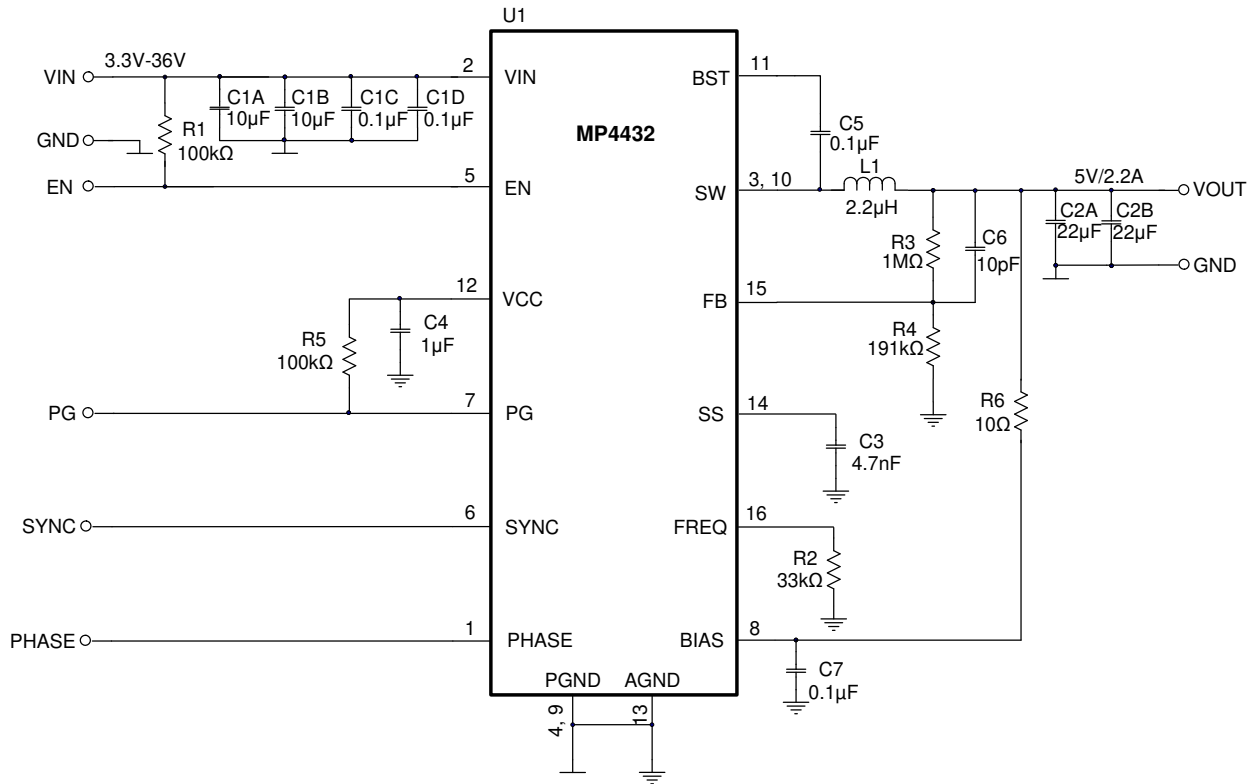 U1
VIN
3.3V-36V
2
VIN
C1A
10µF
C1B
10µF
C1C
0.1µF
C1D
0.1µF
GND
R1
100kΩ
EN
5
EN
MP4432
BST
11
C5
0.1µF
SW
3, 10
L1
2.2µH
5V/2.2A
VOUT
C2A
22µF
C2B
22µF
GND
R3
1MΩ
C6
10pF
12
VCC
FB
15
C4
1µF
R5
100kΩ
R4
191kΩ
PG
7
PG
SS
14
R6
10Ω
C3
4.7nF
SYNC
6
SYNC
FREQ
16
R2
33kΩ
PHASE
1
PHASE
BIAS
8
C7
0.1µF
PGND
AGND
4, 9
13